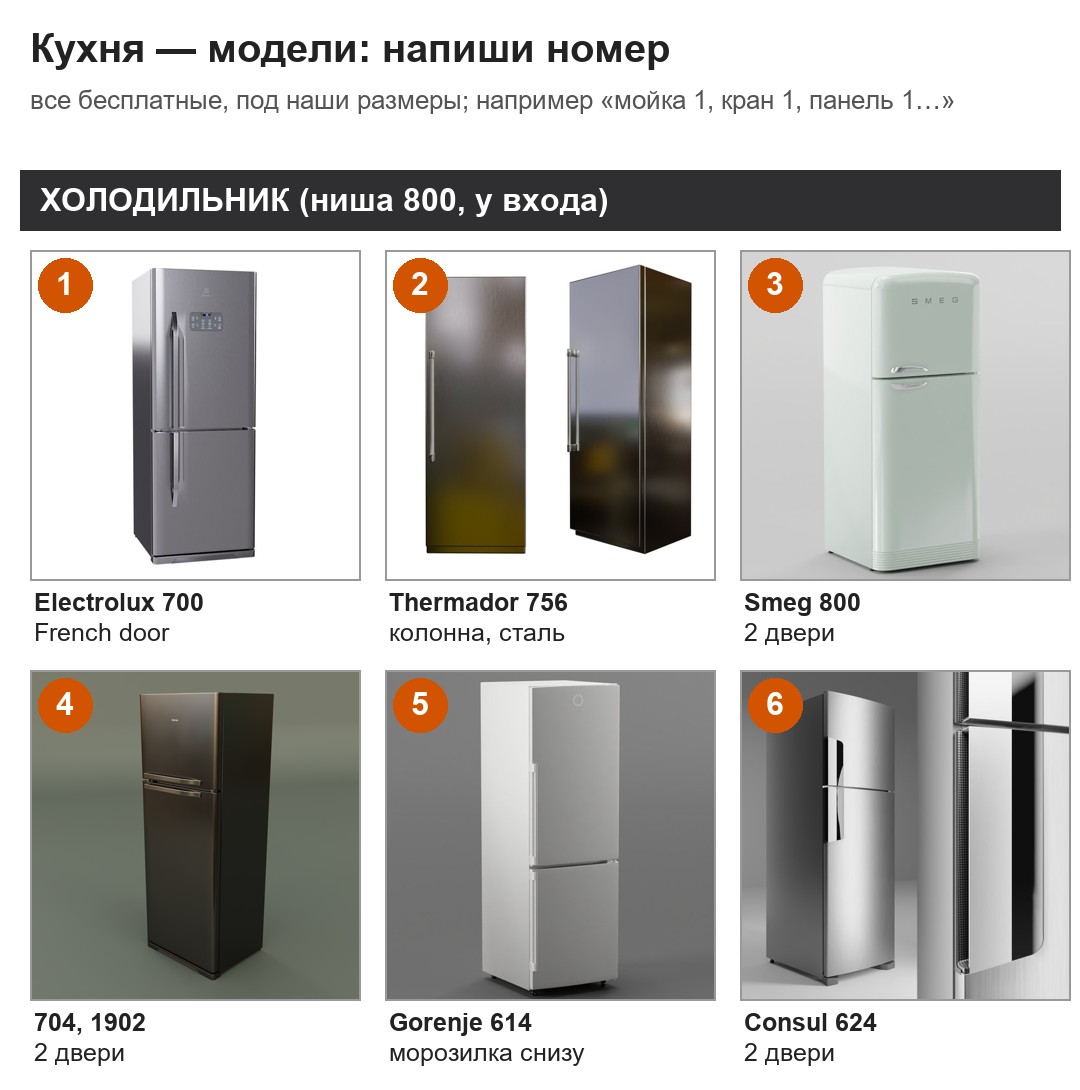 Кухня — модели: напиши номер
все бесплатные, под наши размеры; например «мойка 1, кран 1, панель 1…»
ХОЛОДИЛЬНИК (ниша 800, у входа)
1
2
3
SMEG
Electrolux 700
French door
Thermador 756
колонна, сталь
Smeg 800
2 двери
4
5
6
704, 1902
2 двери
Gorenje 614
морозилка снизу
Consul 624
2 двери